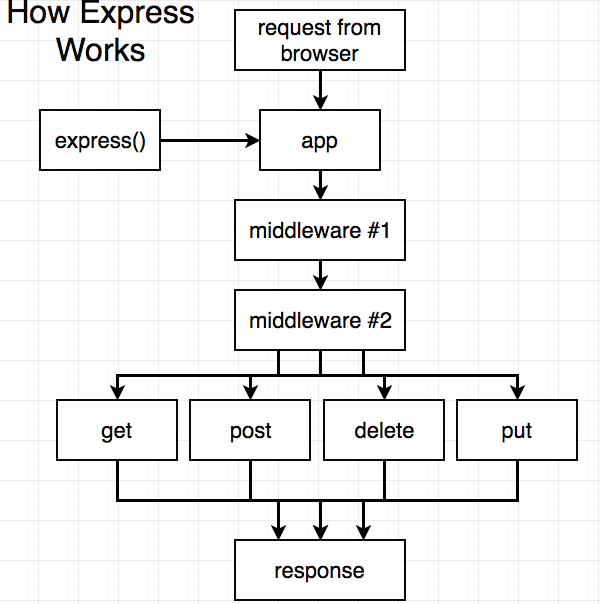 How Express
Works
request from
browser
express()
app
middleware #1
middleware #2
get
post
delete
put
response